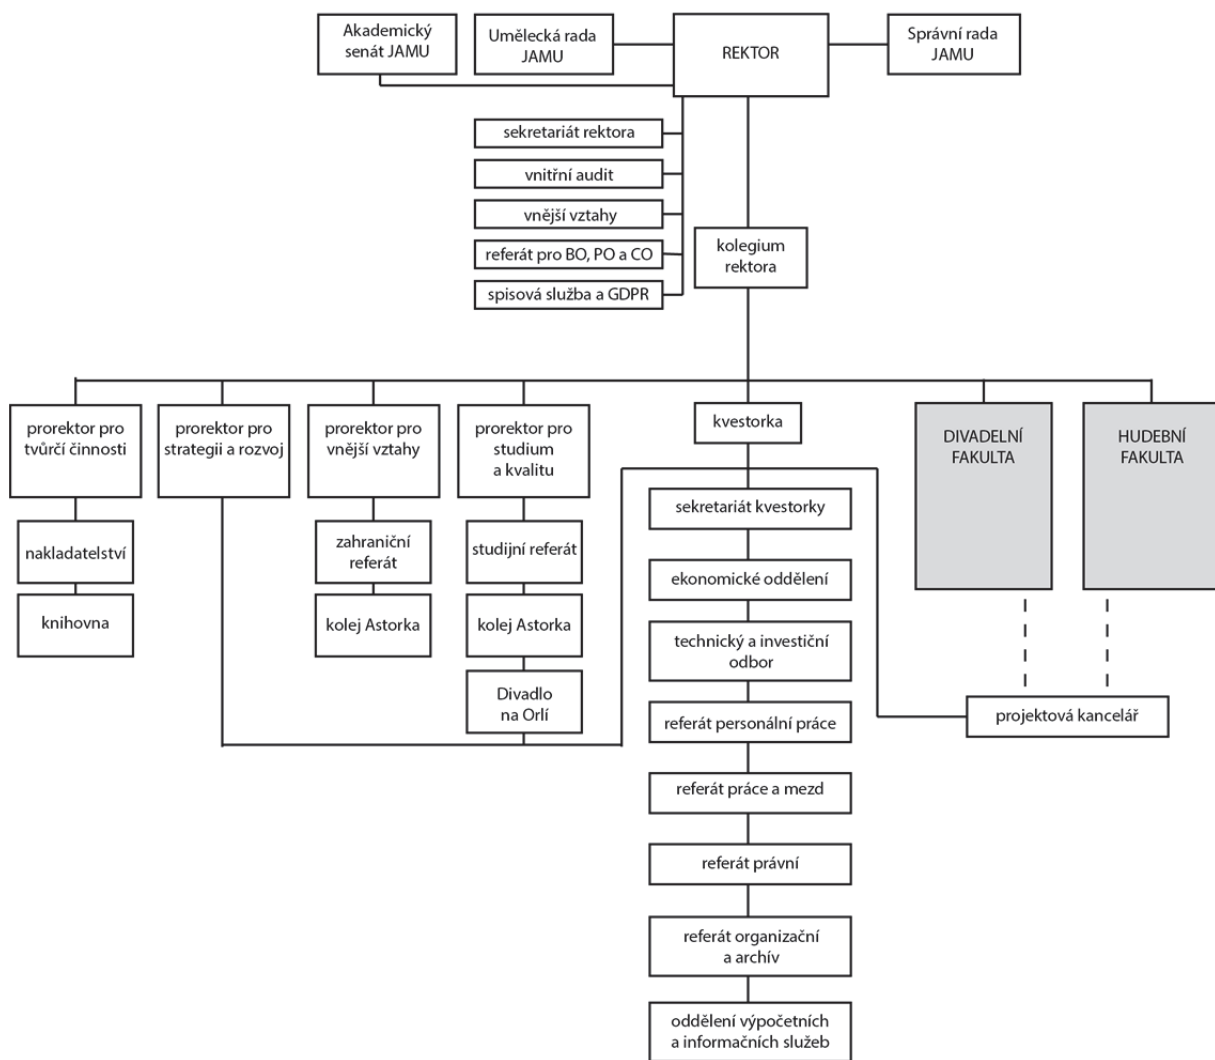 Akademický
senát JAMU
Umělecká rada
JAMU
REKTOR
Správní rada
JAMU
sekretariát rektora
vnitřní audit
vnější vztahy
referát pro BO, PO a CO
spisová služba a GDPR
kolegium
rektora
prorektor pro
tvůrčí činnosti
prorektor pro
strategii a rozvoj
prorektor pro
vnější vztahy
prorektor pro
studium
a kvalitu
kvestorka
DIVADELNÍ
FAKULTA
HUDEBNÍ
FAKULTA
nakladatelství
knihovna
zahraniční
referát
kolej Astorka
studijní referát
kolej Astorka
Divadlo
na Orlí
sekretariát kvestorky
ekonomické oddělení
technický a investiční
odbor
referát personální práce
referát práce a mezd
referát právní
referát organizační
a archív
oddělení výpočetních
a informačních služeb
projektová kancelář